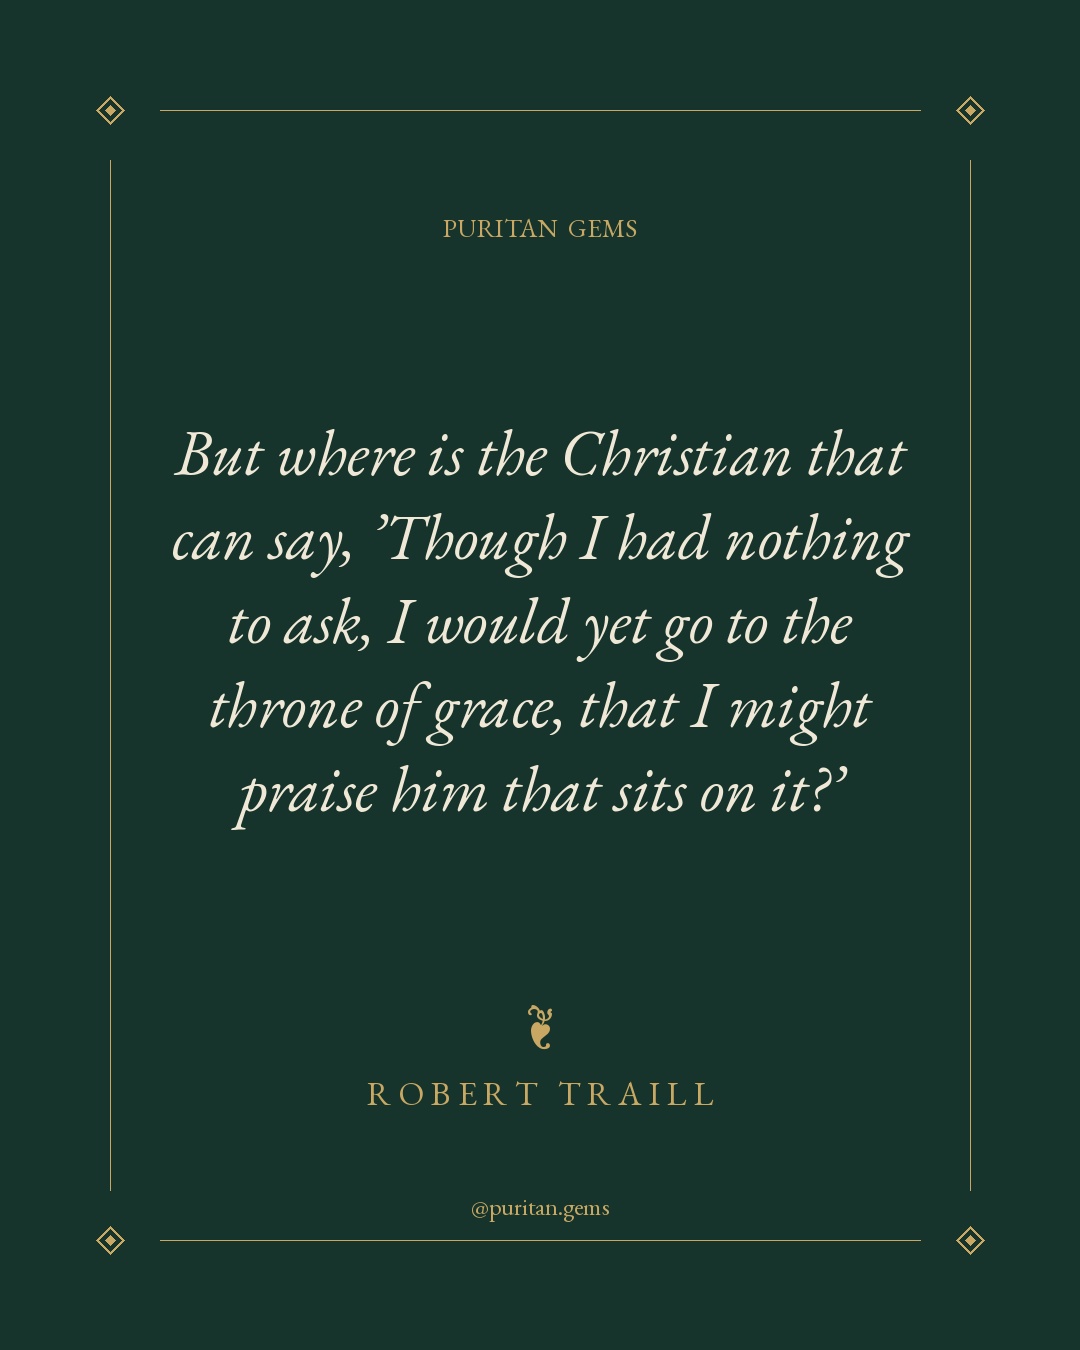 PURITAN GEMS
But where is the Christian that
can say, ’Though I had nothing
to ask, I would yet go to the
throne of grace, that I might
praise him that sits on it?’
ROBERT TRAILL
@puritan.gems